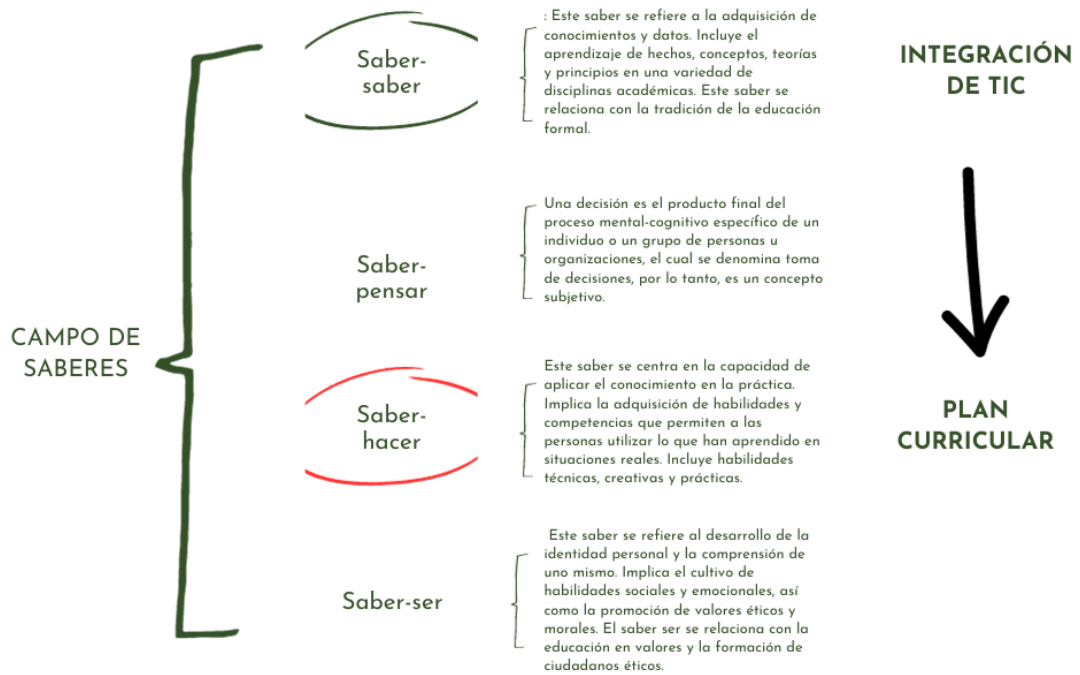 CAMPO DE
SABERES
Saber-
saber
: Este saber se refiere a la adquisición de
conocimientos y datos. Incluye el
aprendizaje de hechos, conceptos, teorías
y principios en una variedad de
disciplinas académicas. Este saber se
relaciona con la tradición de la educación
formal.
Saber-
pensar
Una decisión es el producto final del
proceso mental-cognitivo específico de un
individuo o un grupo de personas u
organizaciones, el cual se denomina toma
de decisiones, por lo tanto, es un concepto
subjetivo.
Saber-
hacer
Este saber se centra en la capacidad de
aplicar el conocimiento en la práctica.
Implica la adquisición de habilidades y
competencias que permiten a las
personas utilizar lo que han aprendido en
situaciones reales. Incluye habilidades
técnicas, creativas y prácticas.
Saber-ser
Este saber se refiere al desarrollo de la
identidad personal y la comprensión de
uno mismo. Implica el cultivo de
habilidades sociales y emocionales, así
como la promoción de valores éticos y
morales. El saber ser se relaciona con la
educación en valores y la formación de
ciudadanos éticos.
INTEGRACIÓN
DE TIC
PLAN
CURRICULAR